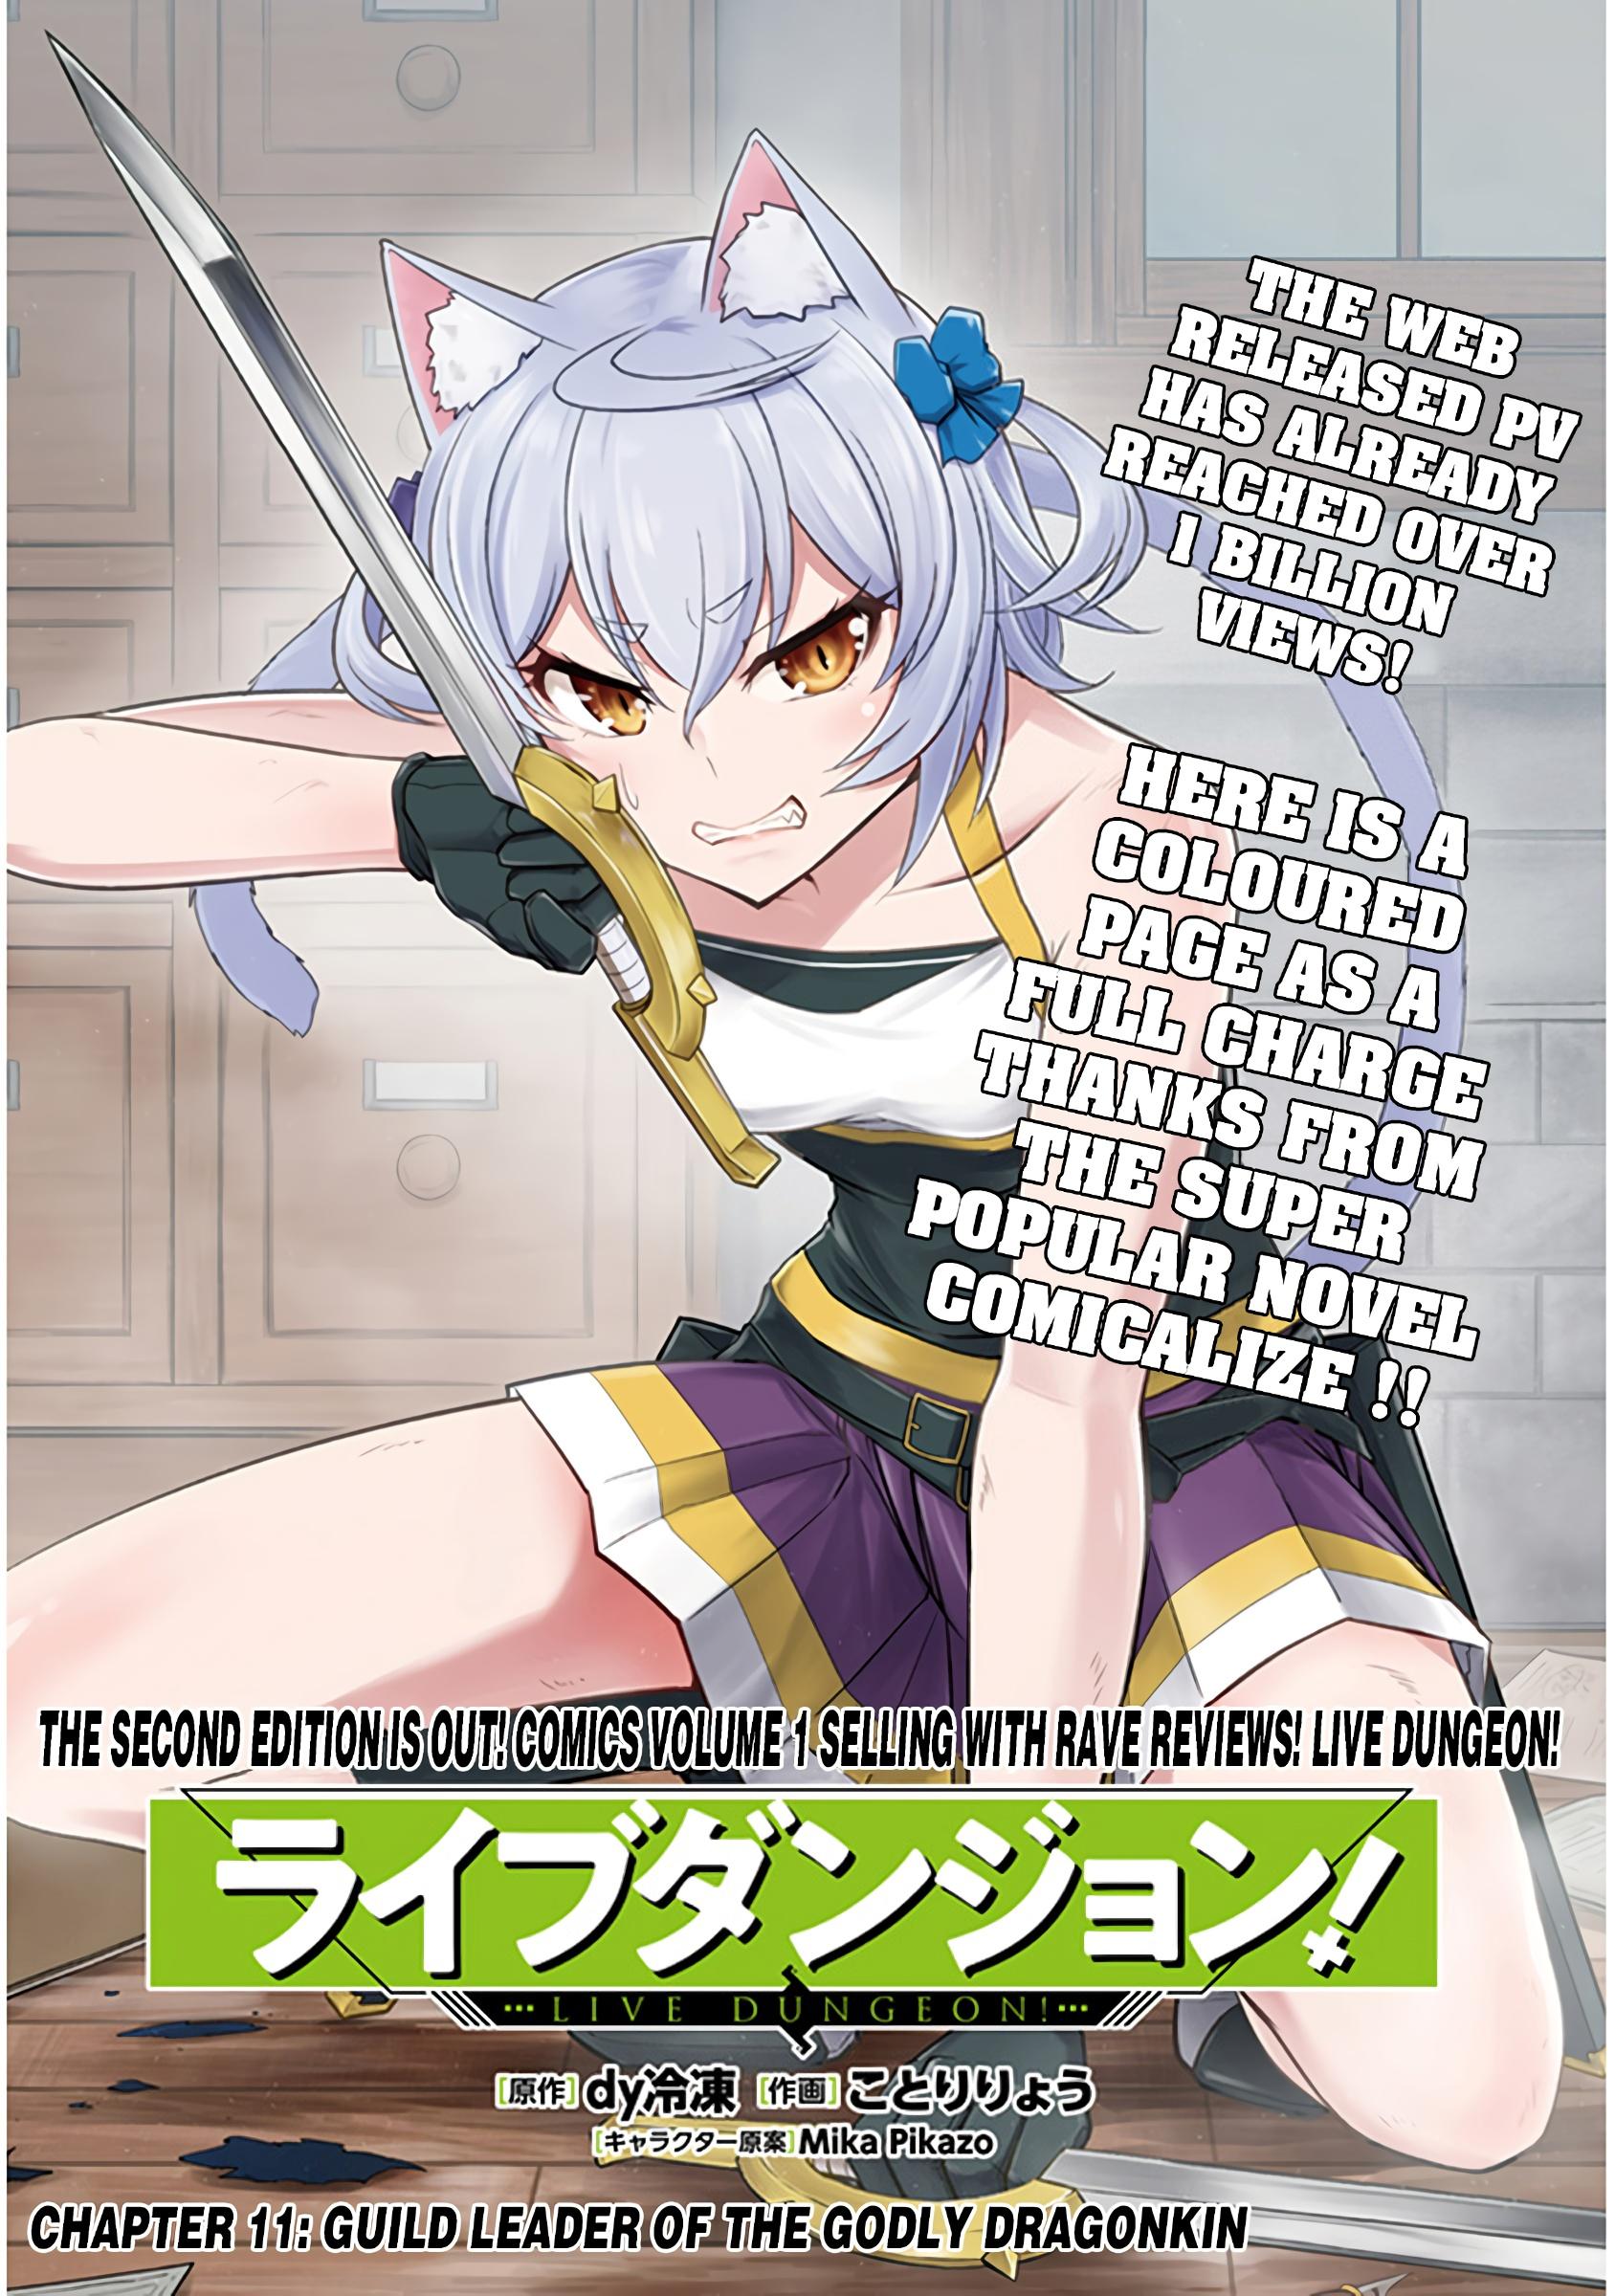 THE WEB
RELEASED PV
HAS ALREADY
REACHED OVER
1 BILLION
VIEWS!
HERE IS A
COLOURED
PAGE AS A
FULL CHARGE
THANKS FROM
THE SUPER
POPULAR NOVEL
COMICALIZE !!
THE SECOND EDITION IS OUT! COMICS VOLUME 1 SELLING WITH RAVE REVIEWS! LIVE DUNGEON!
ライブダンジョン!
…LIVE DUNGEON!…
[原作] dy冷凍 [作画] ことりりょう
[キャラクター原案] Mika Pikazo
CHAPTER 11: GUILD LEADER OF THE GODLY DRAGONKIN